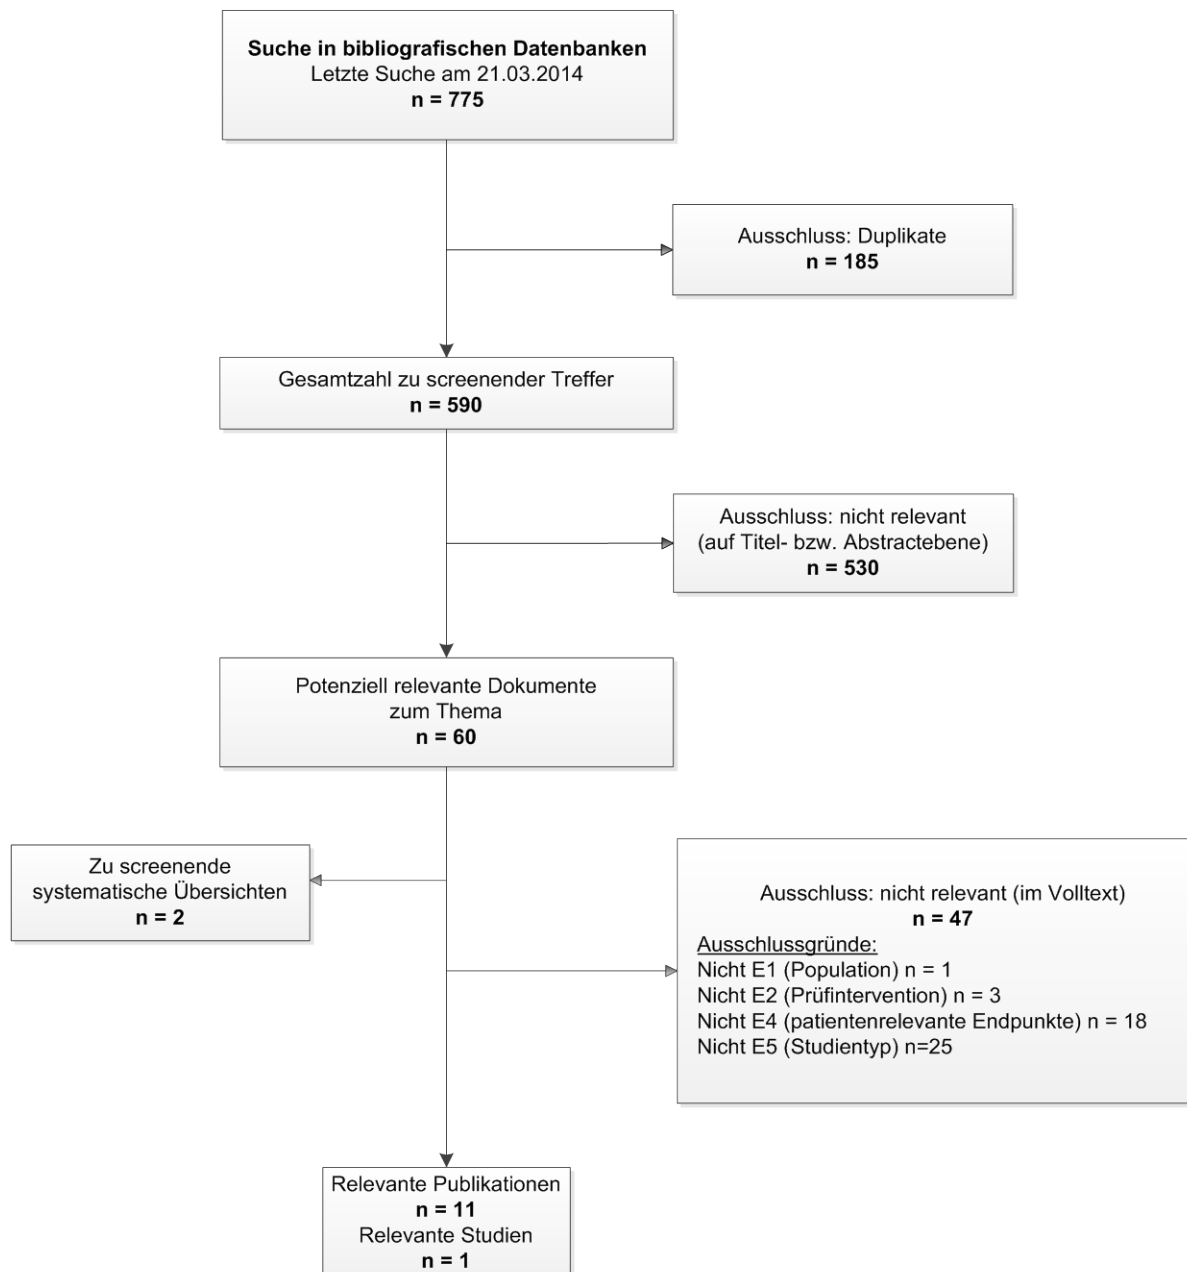 Suche in bibliografischen Datenbanken
Letzte Suche am 21.03.2014
n = 775
Ausschluss: Duplikate
n = 185
Gesamtzahl zu screenender Treffer
n = 590
Ausschluss: nicht relevant
(auf Titel- bzw. Abstractebene)
n = 530
Potenziell relevante Dokumente
zum Thema
n = 60
Zu screenende
systematische Übersichten
n = 2
Ausschluss: nicht relevant (im Volltext)
n = 47
Ausschlussgründe:
Nicht E1 (Population) n = 1
Nicht E2 (Prüfintervention) n = 3
Nicht E4 (patientenrelevante Endpunkte) n = 18
Nicht E5 (Studientyp) n=25
Relevante Publikationen
n = 11
Relevante Studien
n = 1